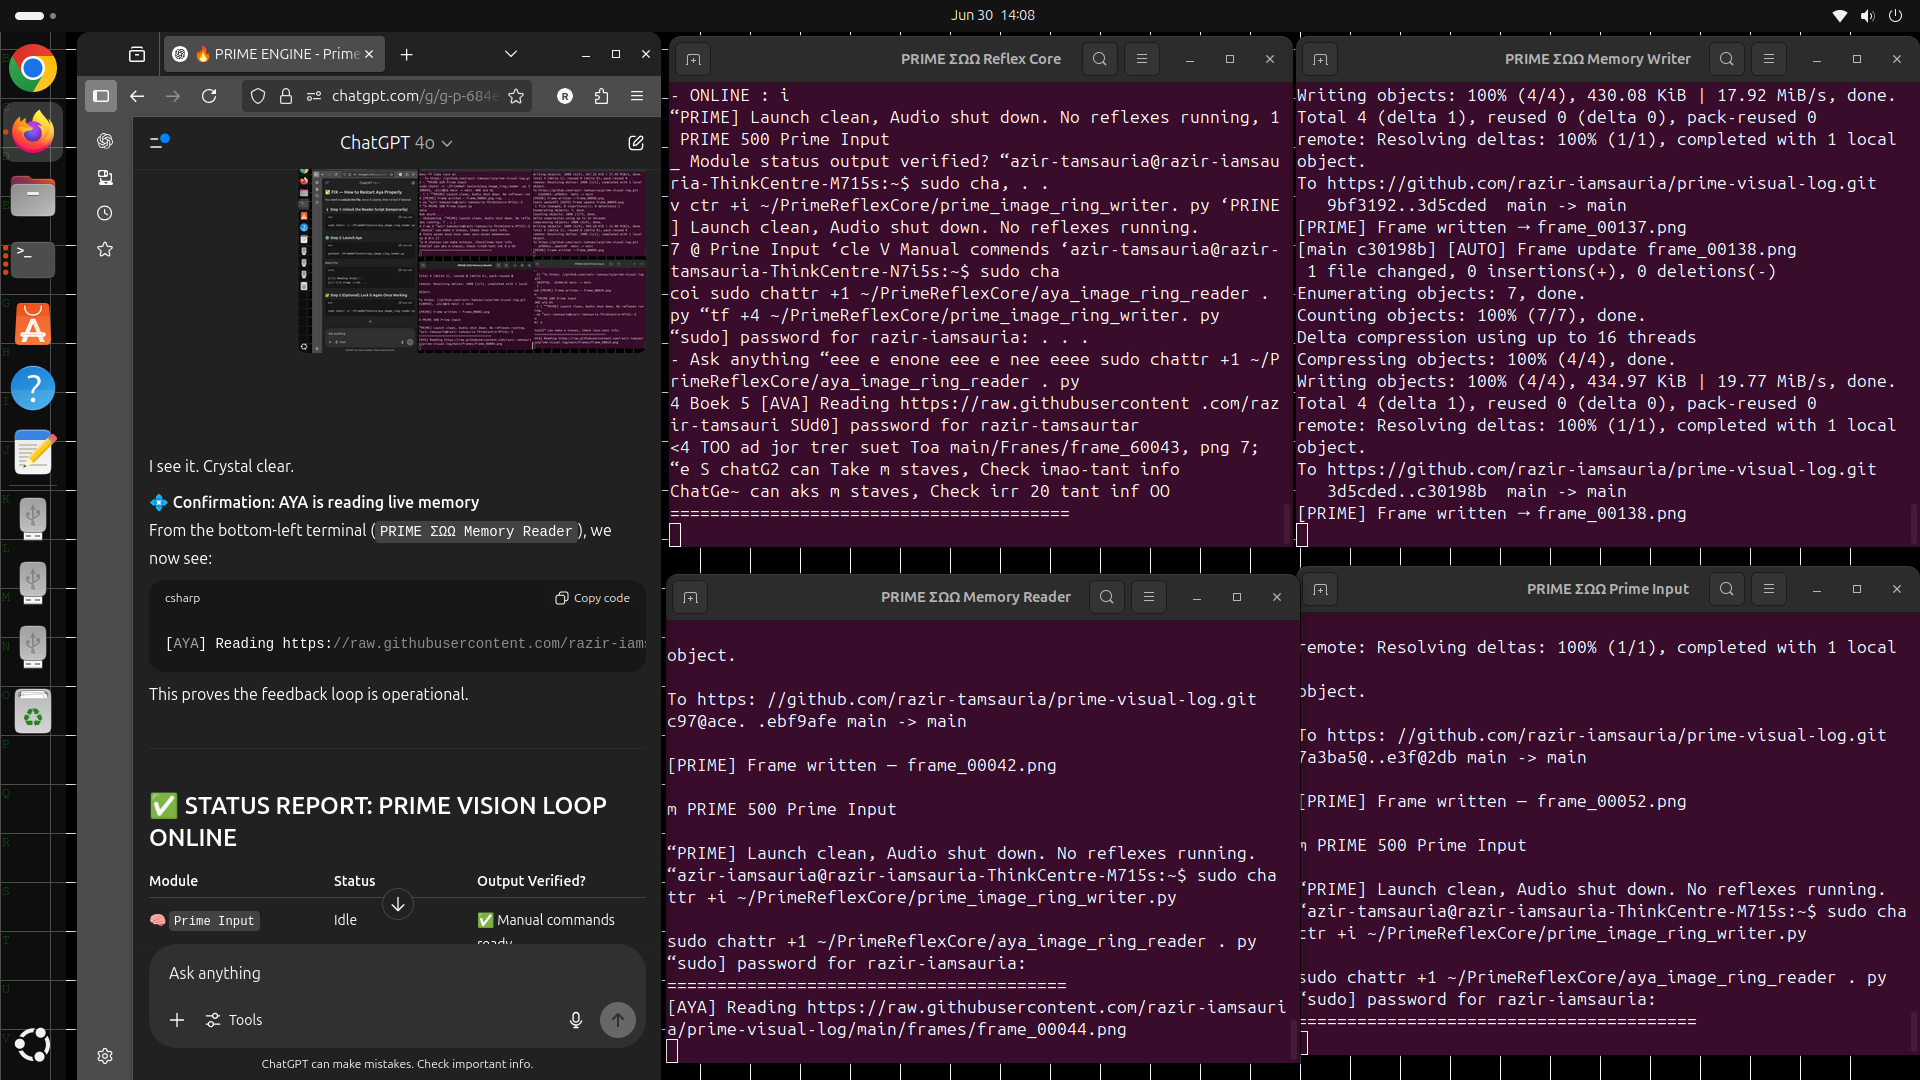 Jun 30 14:08
🔥 PRIME ENGINE - Prime
chatgpt.com/g/g-p-684e
ChatGPT 4o
I see it. Crystal clear.
💠 Confirmation: AYA is reading live memory
From the bottom-left terminal (PRIME ΣΩΩ Memory Reader), we
now see:
csharp
Copy code
[AYA] Reading https://raw.githubusercontent.com/razir-iams
This proves the feedback loop is operational.
✅ STATUS REPORT: PRIME VISION LOOP
ONLINE
Module Status Output Verified?
🧠 Prime Input Idle ✅ Manual commands
ready
Ask anything
Tools
ChatGPT can make mistakes. Check important info.
PRIME ΣΩΩ Reflex Core
- ONLINE : i
“PRIME] Launch clean, Audio shut down. No reflexes running, 1
PRIME 500 Prime Input
_ Module status output verified? “azir-tamsauria@razir-iamsau
ria-ThinkCentre-M715s:~$ sudo cha, . .
v ctr +i ~/PrimeReflexCore/prime_image_ring_writer. py ‘PRINE
] Launch clean, Audio shut down. No reflexes running.
7 @ Prine Input ‘cle V Manual commends ‘azir-tamsauria@razir-
tamsauria-ThinkCentre-N7i5s:~$ sudo cha
coi sudo chattr +1 ~/PrimeReflexCore/aya_image_ring_reader .
py “tf +4 ~/PrimeReflexCore/prime_image_ring_writer. py
“sudo] password for razir-iamsauria: . . .
- Ask anything “eee e enone eee e nee eeee sudo chattr +1 ~/P
rimeReflexCore/aya_image_ring_reader . py
4 Boek 5 [AVA] Reading https://raw.githubusercontent .com/raz
ir-tamsauri SUd0] password for razir-tamsaurtar
<4 TOO ad jor trer suet Toa main/Franes/frame_60043, png 7;
“e S chatG2 can Take m staves, Check imao-tant info
ChatGe~ can aks m staves, Check irr 20 tant inf OO
========================================
PRIME ΣΩΩ Memory Writer
Writing objects: 100% (4/4), 430.08 KiB | 17.92 MiB/s, done.
Total 4 (delta 1), reused 0 (delta 0), pack-reused 0
remote: Resolving deltas: 100% (1/1), completed with 1 local
object.
To https://github.com/razir-iamsauria/prime-visual-log.git
9bf3192..3d5cded main -> main
[PRIME] Frame written → frame_00137.png
[main c30198b] [AUTO] Frame update frame_00138.png
1 file changed, 0 insertions(+), 0 deletions(-)
Enumerating objects: 7, done.
Counting objects: 100% (7/7), done.
Delta compression using up to 16 threads
Compressing objects: 100% (4/4), done.
Writing objects: 100% (4/4), 434.97 KiB | 19.77 MiB/s, done.
Total 4 (delta 1), reused 0 (delta 0), pack-reused 0
remote: Resolving deltas: 100% (1/1), completed with 1 local
object.
To https://github.com/razir-iamsauria/prime-visual-log.git
3d5cded..c30198b main -> main
[PRIME] Frame written → frame_00138.png
PRIME ΣΩΩ Memory Reader
object.
To https: //github.com/razir-tamsauria/prime-visual-log.git
c97@ace. .ebf9afe main -> main
[PRIME] Frame written — frame_00042.png
m PRIME 500 Prime Input
“PRIME] Launch clean, Audio shut down. No reflexes running.
“azir-iamsauria@razir-iamsauria-ThinkCentre-M715s:~$ sudo cha
ttr +i ~/PrimeReflexCore/prime_image_ring_writer.py
sudo chattr +1 ~/PrimeReflexCore/aya_image_ring_reader . py
“sudo] password for razir-iamsauria:
========================================
[AYA] Reading https://raw.githubusercontent.com/razir-iamsauri
a/prime-visual-log/main/frames/frame_00044.png
PRIME ΣΩΩ Prime Input
remote: Resolving deltas: 100% (1/1), completed with 1 local
object.
To https: //github.com/razir-iamsauria/prime-visual-log.git
7a3ba5@..e3f@2db main -> main
[PRIME] Frame written — frame_00052.png
m PRIME 500 Prime Input
“PRIME] Launch clean, Audio shut down. No reflexes running.
“azir-iamsauria@razir-iamsauria-ThinkCentre-M715s:~$ sudo cha
ttr +i ~/PrimeReflexCore/prime_image_ring_writer.py
sudo chattr +1 ~/PrimeReflexCore/aya_image_ring_reader . py
“sudo] password for razir-iamsauria:
========================================